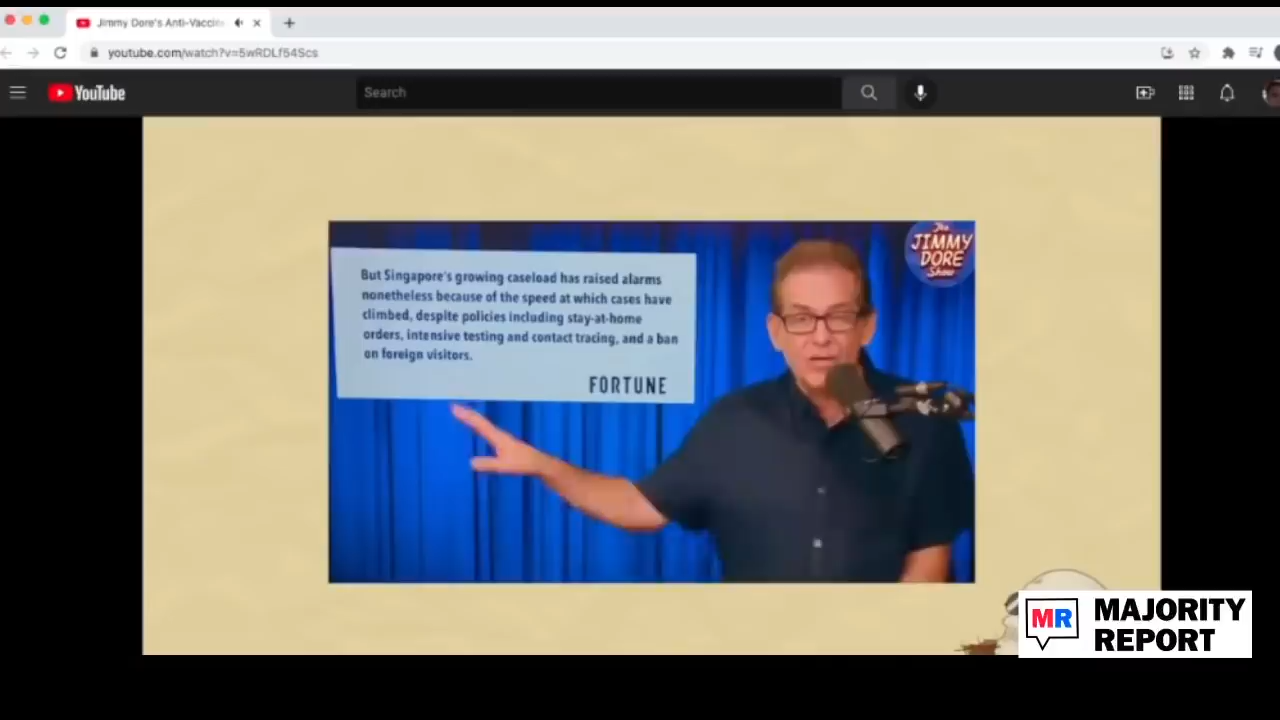 Jimmy Dore's Anti-Vaccin
youtube.com/watch?v=5wRDLf54Scs
YouTube
Search
The
JIMMY
DORE
Show
But Singapore's growing caseload has raised alarms
nonetheless because of the speed at which cases have
climbed, despite policies including stay-at-home
orders, intensive testing and contact tracing, and a ban
on foreign visitors.
FORTUNE
MR
MAJORITY
REPORT